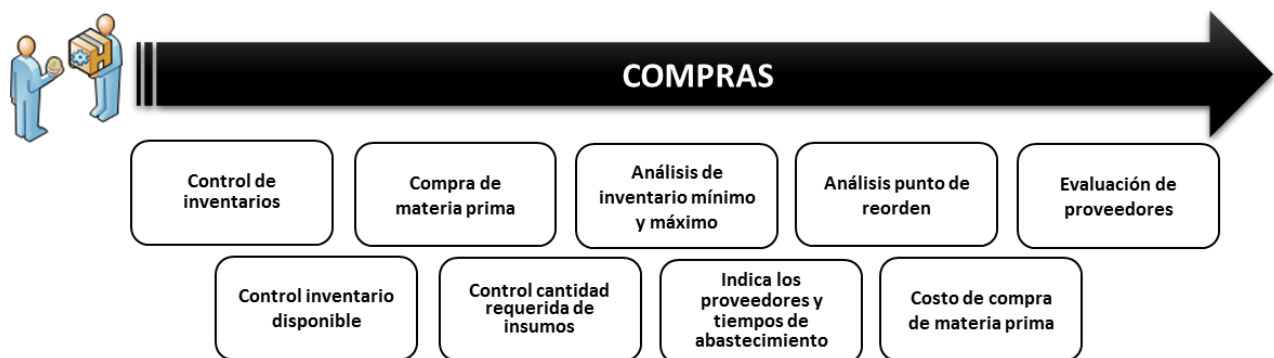 COMPRAS
Control de
inventarios
Compra de
materia prima
Análisis de
inventario mínimo
y máximo
Análisis punto de
reorden
Evaluación de
proveedores
Control inventario
disponible
Control cantidad
requerida de
insumos
Indica los
proveedores y
tiempos de
abastecimiento
Costo de compra
de materia prima